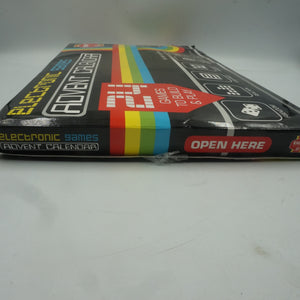 electronic games
ADVENT CALENDAR
24
GAMES
TO BUILD
& PLAY
electronic games
ADVENT CALENDAR
OPEN HERE